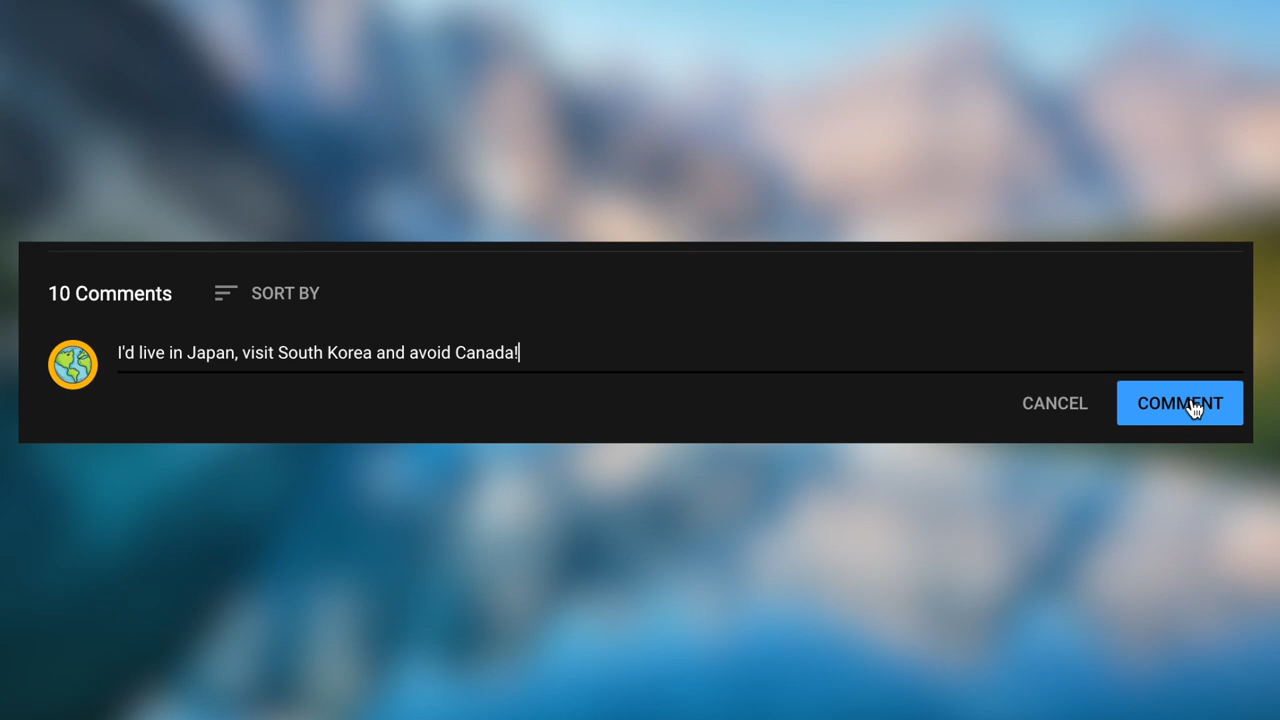 10 Comments SORT BY
I'd live in Japan, visit South Korea and avoid Canada!
CANCEL COMMENT